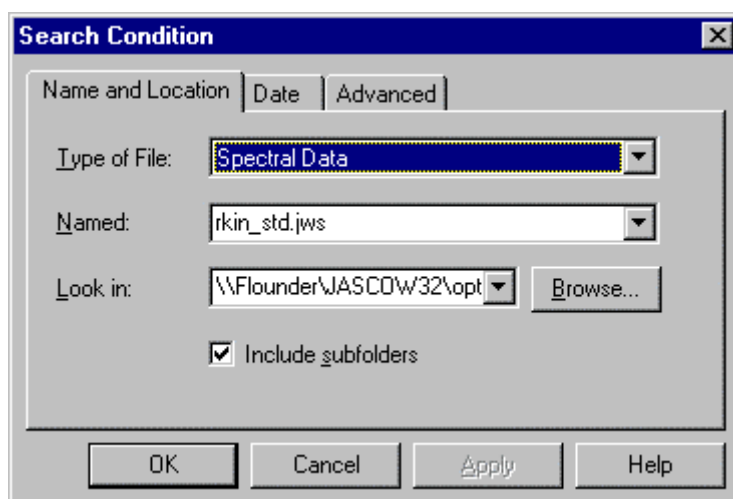 Search Condition
Name and Location Date Advanced
Type of File: Spectral Data
Named: rkin_std.jws
Look in: \\Flounder\JASCOW32\opt Browse...
Include subfolders
OK Cancel Apply Help